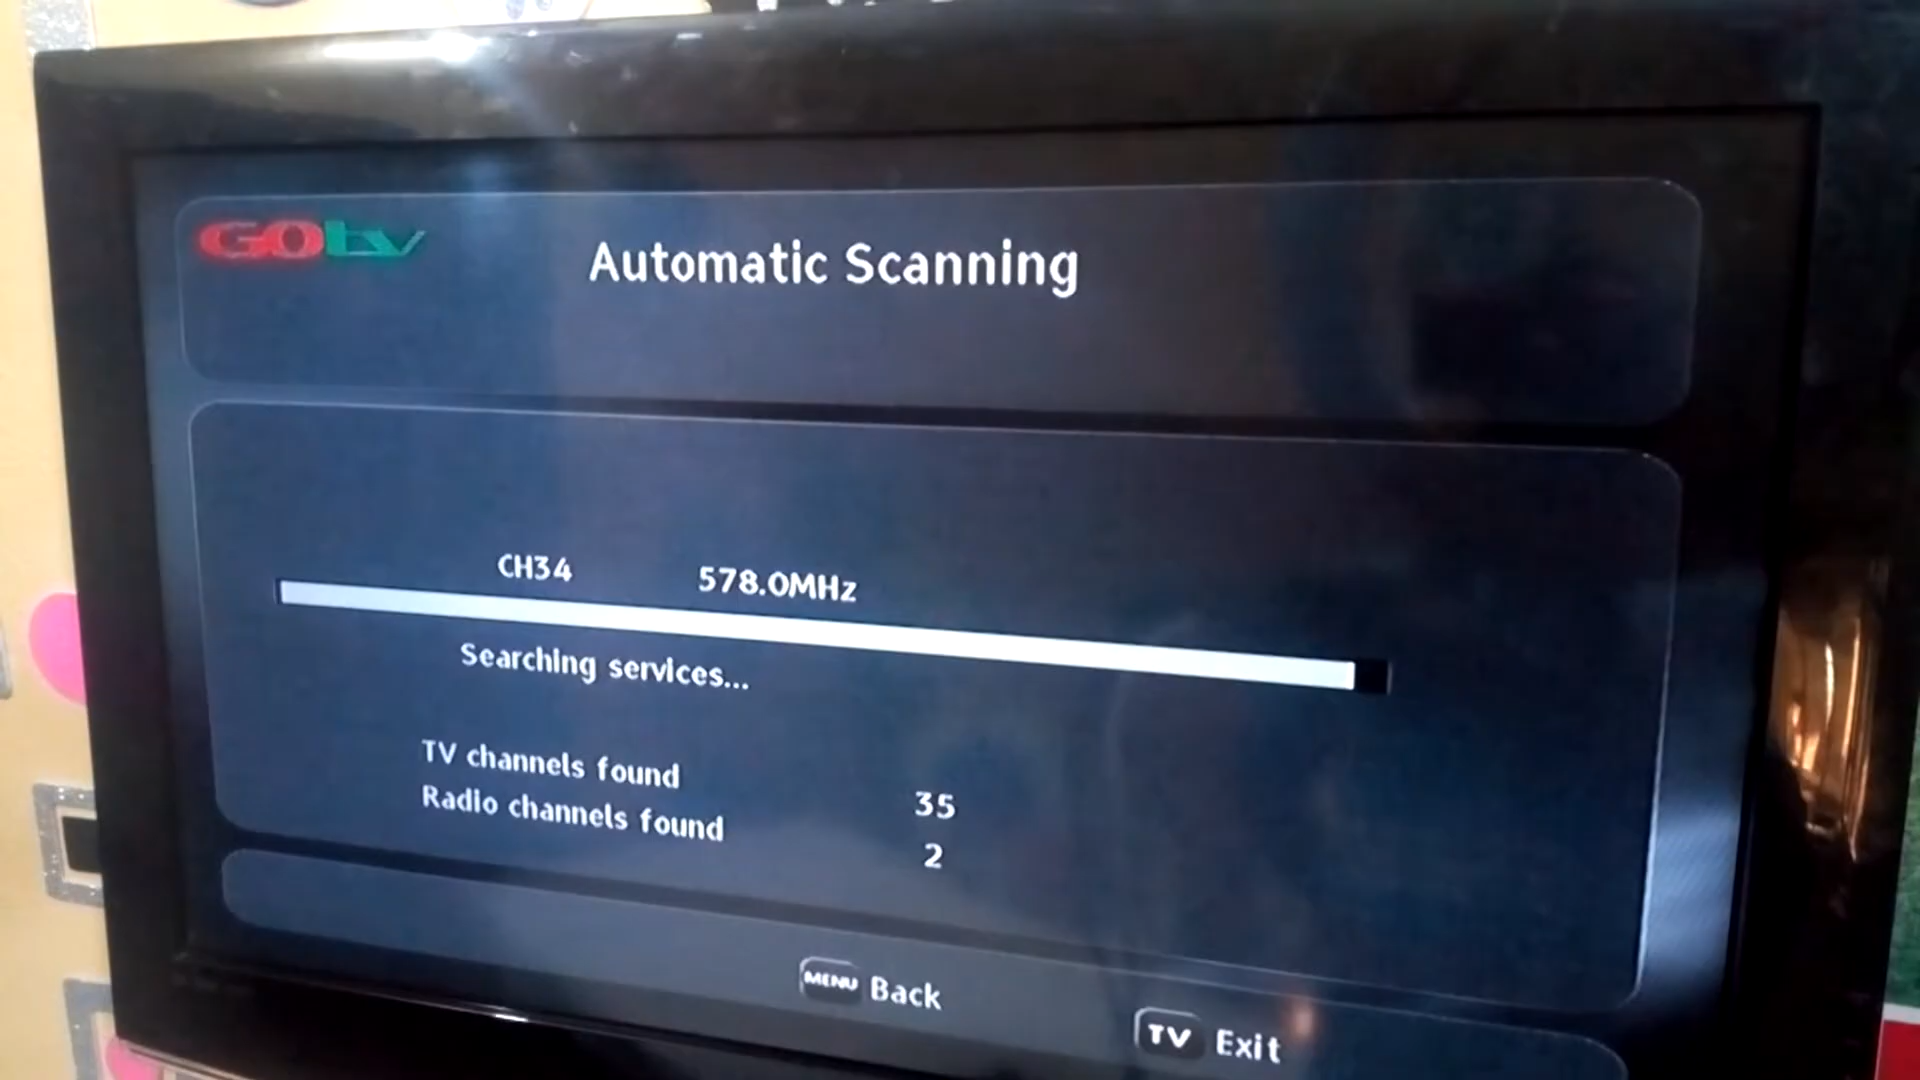 GOtv
Automatic Scanning
CH34 578.0MHz
Searching services...
TV channels found 35
Radio channels found 2
MENU Back
TV Exit